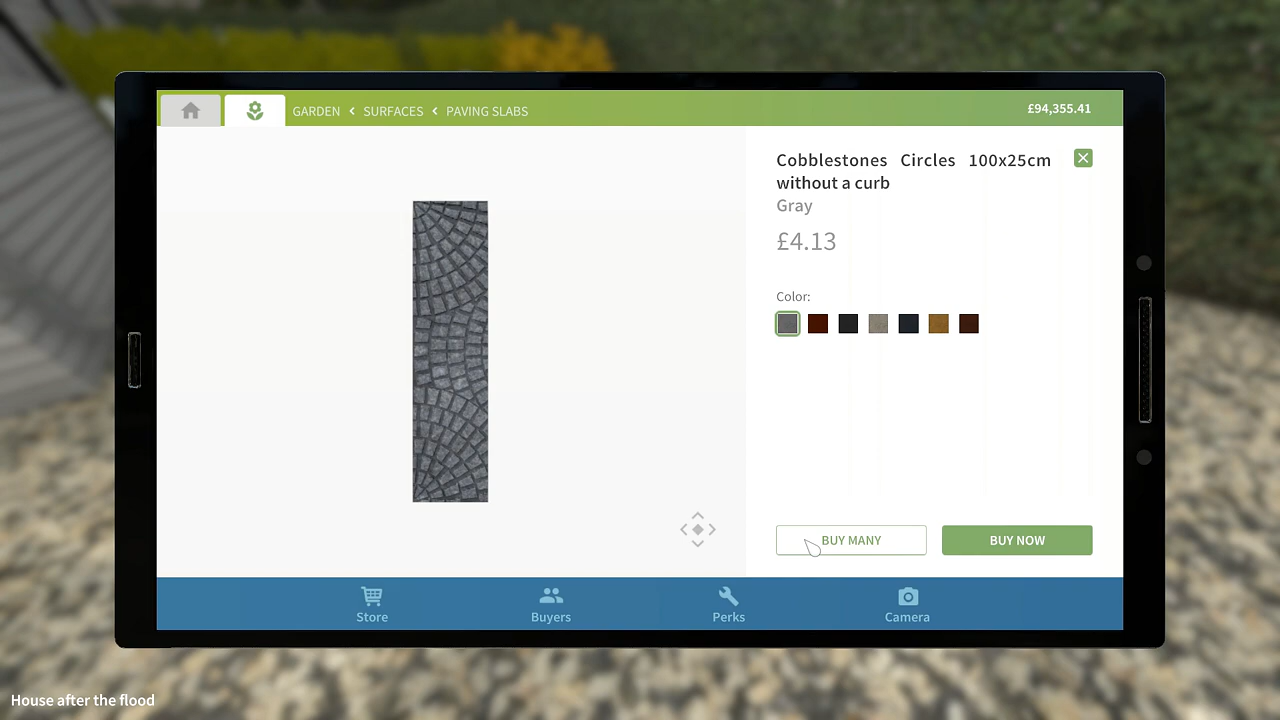 GARDEN < SURFACES < PAVING SLABS
£94,355.41
Cobblestones Circles 100x25cm
without a curb
Gray
£4.13
Color:
BUY MANY
BUY NOW
Store
Buyers
Perks
Camera
House after the flood